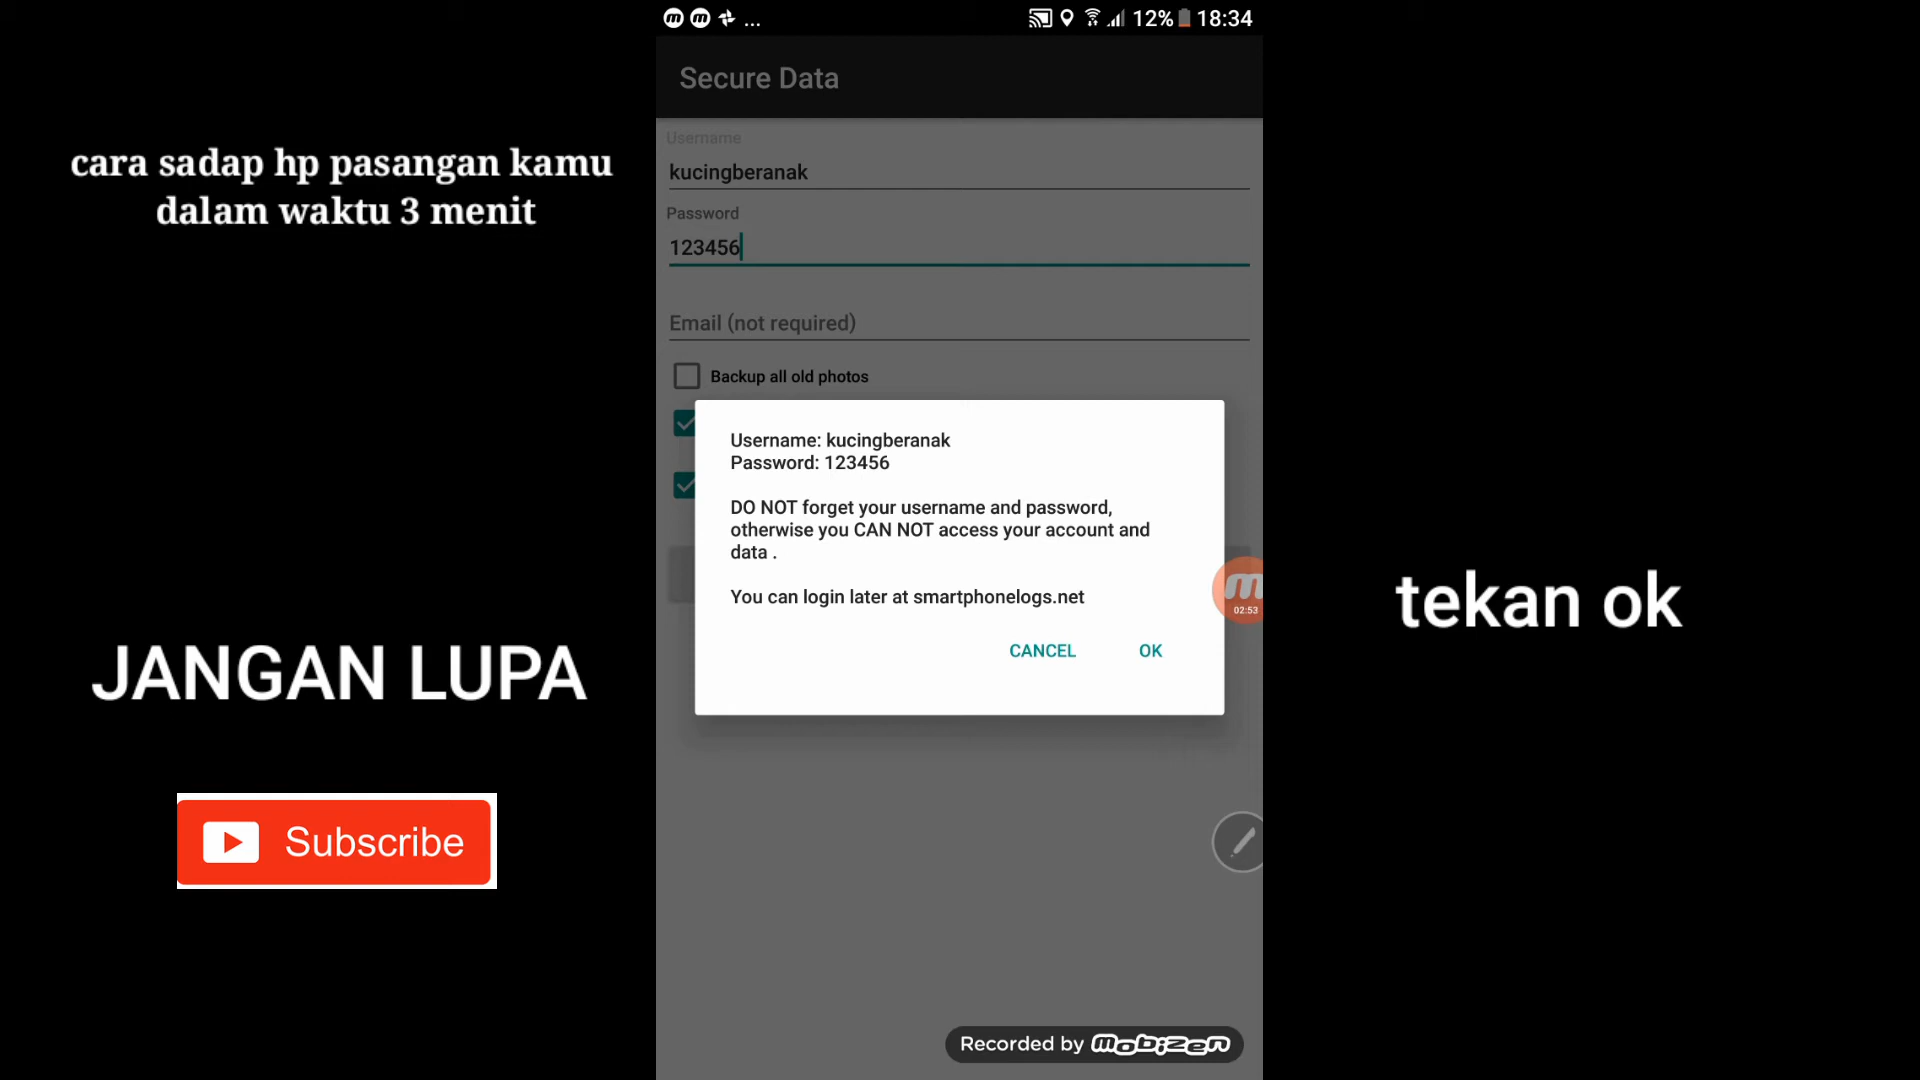 12% 18:34
Secure Data
cara sadap hp pasangan kamu
dalam waktu 3 menit
Username
kucingberanak
Password
123456
Email (not required)
Backup all old photos
Username: kucingberanak
Password: 123456
DO NOT forget your username and password,
otherwise you CAN NOT access your account and
data .
You can login later at smartphonelogs.net
CANCEL OK
02:53
tekan ok
JANGAN LUPA
Subscribe
Recorded by mobizen